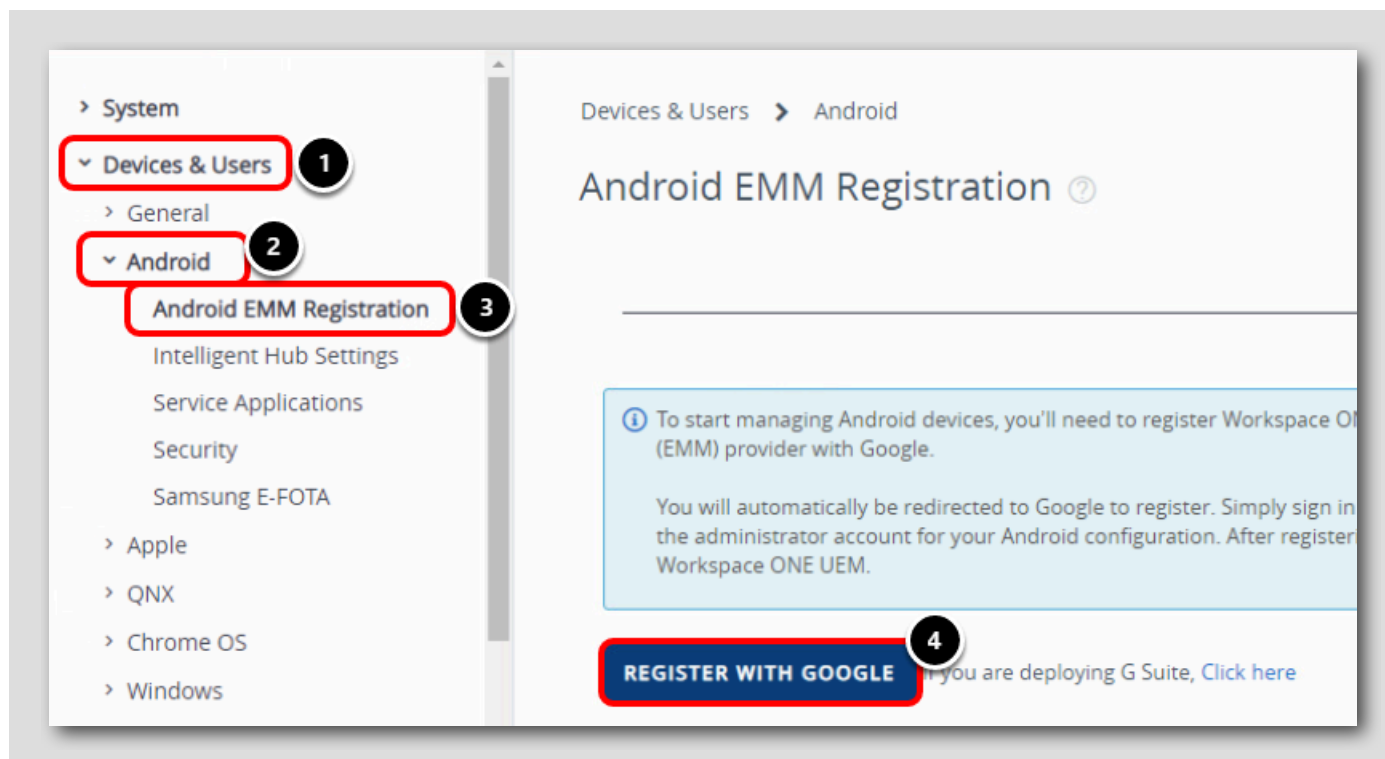 System
Devices & Users 1
General
Android 2
Android EMM Registration 3
Intelligent Hub Settings
Service Applications
Security
Samsung E-FOTA
Apple
QNX
Chrome OS
Windows
Devices & Users > Android
Android EMM Registration ?
To start managing Android devices, you'll need to register Workspace
(EMM) provider with Google.
You will automatically be redirected to Google to register. Simply sign in
the administrator account for your Android configuration. After
Workspace ONE UEM.
4
REGISTER WITH GOOGLE you are deploying G Suite, Click here